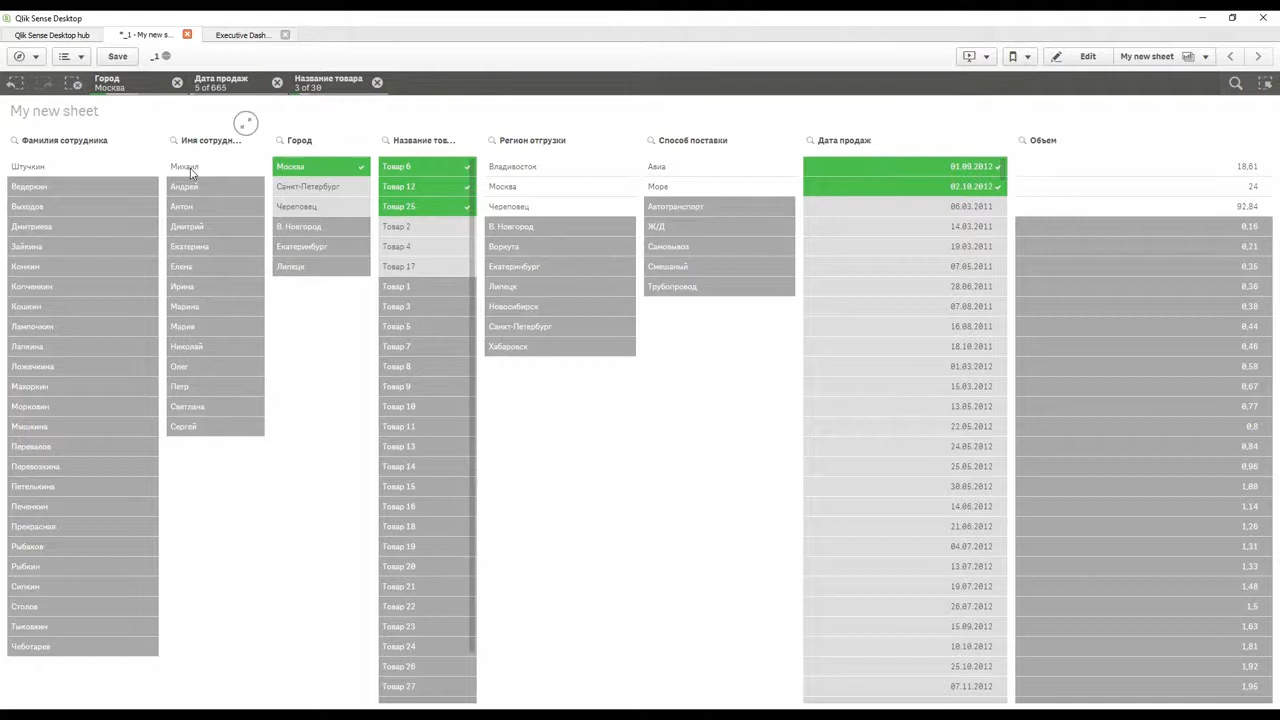 Qlik Sense Desktop
Qlik Sense Desktop hub
*_1 - My new s...
Executive Dash...
Save
_1
Edit
My new sheet
Город
Москва
Дата продаж
5 of 665
Название товара
3 of 30
My new sheet
Фамилия сотрудника
Штучкин
Ведеркин
Выходов
Дмитриева
Зайкина
Конкин
Копченкин
Кошкин
Лампочкин
Лапкина
Ложечкина
Махоркин
Морковин
Мышкина
Перевалов
Перевозкина
Петелькина
Печенкин
Прекрасная
Рыбаков
Рыбкин
Сипкин
Столов
Тыковкин
Чеботарев
Имя сотрудн...
Михаил
Андрей
Антон
Дмитрий
Екатерина
Елена
Ирина
Марина
Мария
Николай
Олег
Петр
Светлана
Сергей
Город
Москва
Санкт-Петербург
Череповец
В. Новгород
Екатеринбург
Липецк
Название тов...
Товар 6
Товар 12
Товар 25
Товар 2
Товар 4
Товар 17
Товар 1
Товар 3
Товар 5
Товар 7
Товар 8
Товар 9
Товар 10
Товар 11
Товар 13
Товар 14
Товар 15
Товар 16
Товар 18
Товар 19
Товар 20
Товар 21
Товар 22
Товар 23
Товар 24
Товар 26
Товар 27
Регион отгрузки
Владивосток
Москва
Череповец
В. Новгород
Воркута
Екатеринбург
Липецк
Новосибирск
Санкт-Петербург
Хабаровск
Способ поставки
Авиа
Море
Автотранспорт
Ж/Д
Самовывоз
Смешаный
Трубопровод
Дата продаж
01.09.2012
02.10.2012
06.03.2011
14.03.2011
19.03.2011
07.05.2011
28.06.2011
07.08.2011
16.08.2011
18.10.2011
01.03.2012
15.03.2012
13.05.2012
22.05.2012
24.05.2012
25.05.2012
30.05.2012
14.06.2012
21.06.2012
04.07.2012
13.07.2012
26.07.2012
28.07.2012
15.09.2012
10.10.2012
25.10.2012
07.11.2012
Объем
18,61
24
92,84
0,16
0,21
0,35
0,36
0,38
0,44
0,46
0,58
0,67
0,77
0,8
0,84
0,96
1,08
1,14
1,26
1,31
1,33
1,48
1,5
1,63
1,81
1,92
1,95